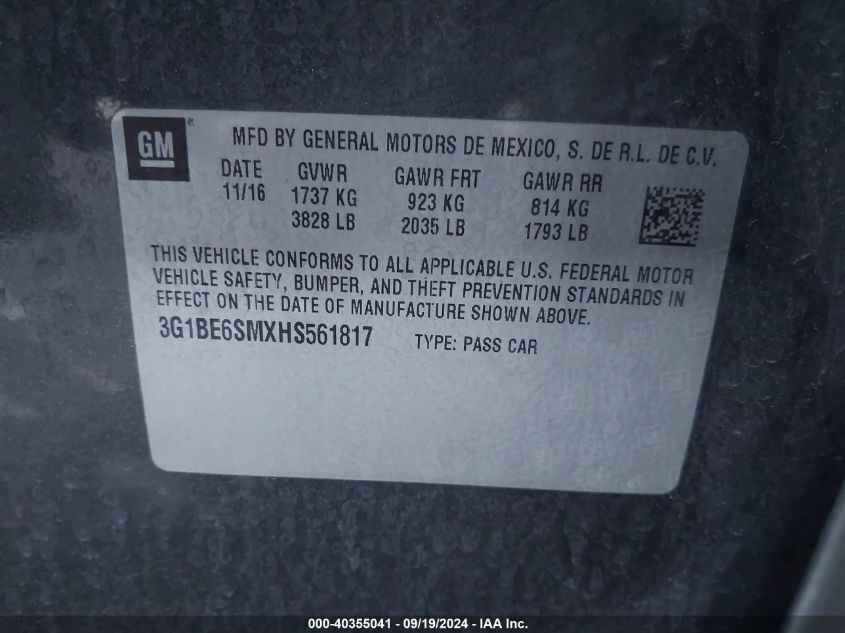 GM®
MFD BY GENERAL MOTORS DE MEXICO, S. DE R.L. DE C.V.
DATE GVWR GAWR FRT GAWR RR
11/16 1737 KG 923 KG 814 KG
3828 LB 2035 LB 1793 LB
THIS VEHICLE CONFORMS TO ALL APPLICABLE U.S. FEDERAL MOTOR
VEHICLE SAFETY, BUMPER, AND THEFT PREVENTION STANDARDS IN
EFFECT ON THE DATE OF MANUFACTURE SHOWN ABOVE.
3G1BE6SMXHS561817 TYPE: PASS CAR
000-40355041 - 09/19/2024 - IAA Inc.